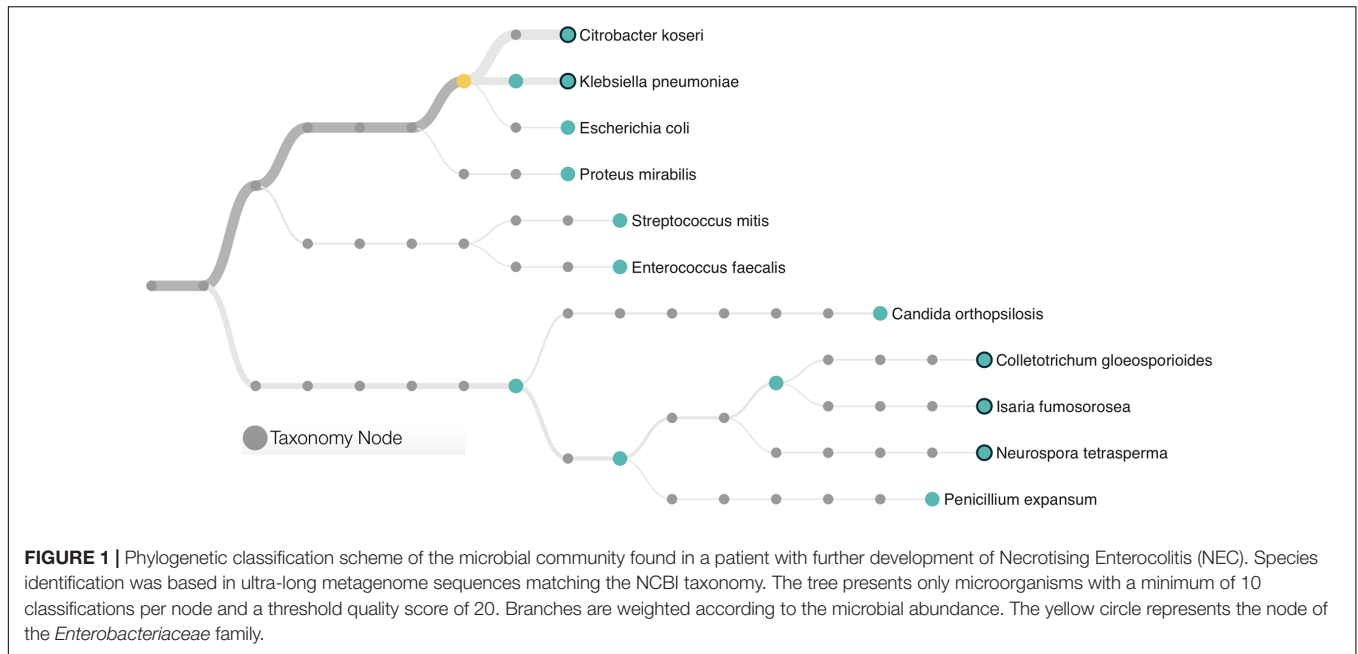 Citrobacter koseri
Klebsiella pneumoniae
Escherichia coli
Proteus mirabilis
Streptococcus mitis
Enterococcus faecalis
Candida orthopsilosis
Colletotrichum gloeosporioides
Isaria fumosorosea
Taxonomy Node
Neurospora tetrasperma
Penicillium expansum
FIGURE 1 | Phylogenetic classification scheme of the microbial community found in a patient with further development of Necrotising Enterocolitis (NEC). Species
identification was based in ultra-long metagenome sequences matching the NCBI taxonomy. The tree presents only microorganisms with a minimum of 10
classifications per node and a threshold quality score of 20. Branches are weighted according to the microbial abundance. The yellow circle represents the node of
the Enterobacteriaceae family.